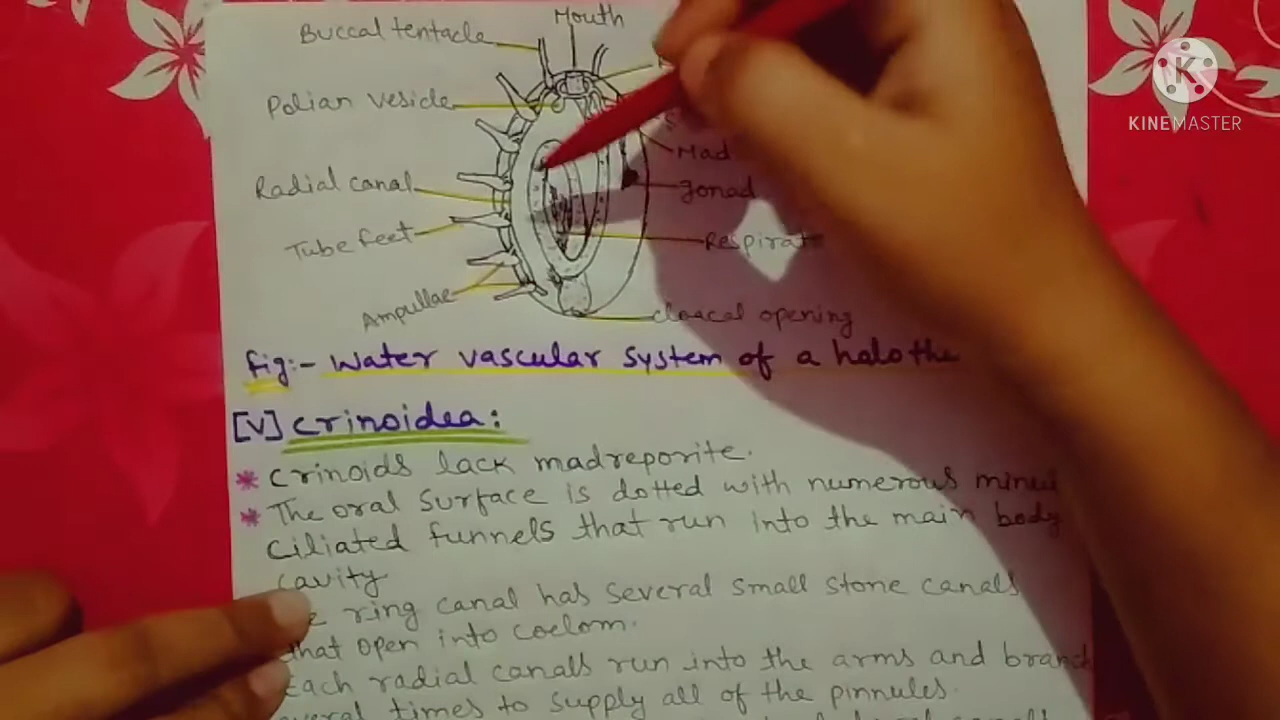 Mouth
Buccal tentacle
Polian vesicle
Mad
Radial canal
gonad
Tube feet
Respirat
Ampullae
cloacal opening
fig:- Water vascular system of a halo the
[V] Crinoidea:
* Crinoids lack madreporite.
* The oral surface is dotted with numerous minu
ciliated funnels that run into the main body
cavity
ring canal has several small stone canals
that open into coelom.
Each radial canals run into the arms and branch
several times to supply all of the pinnules.
K
KINEMASTER